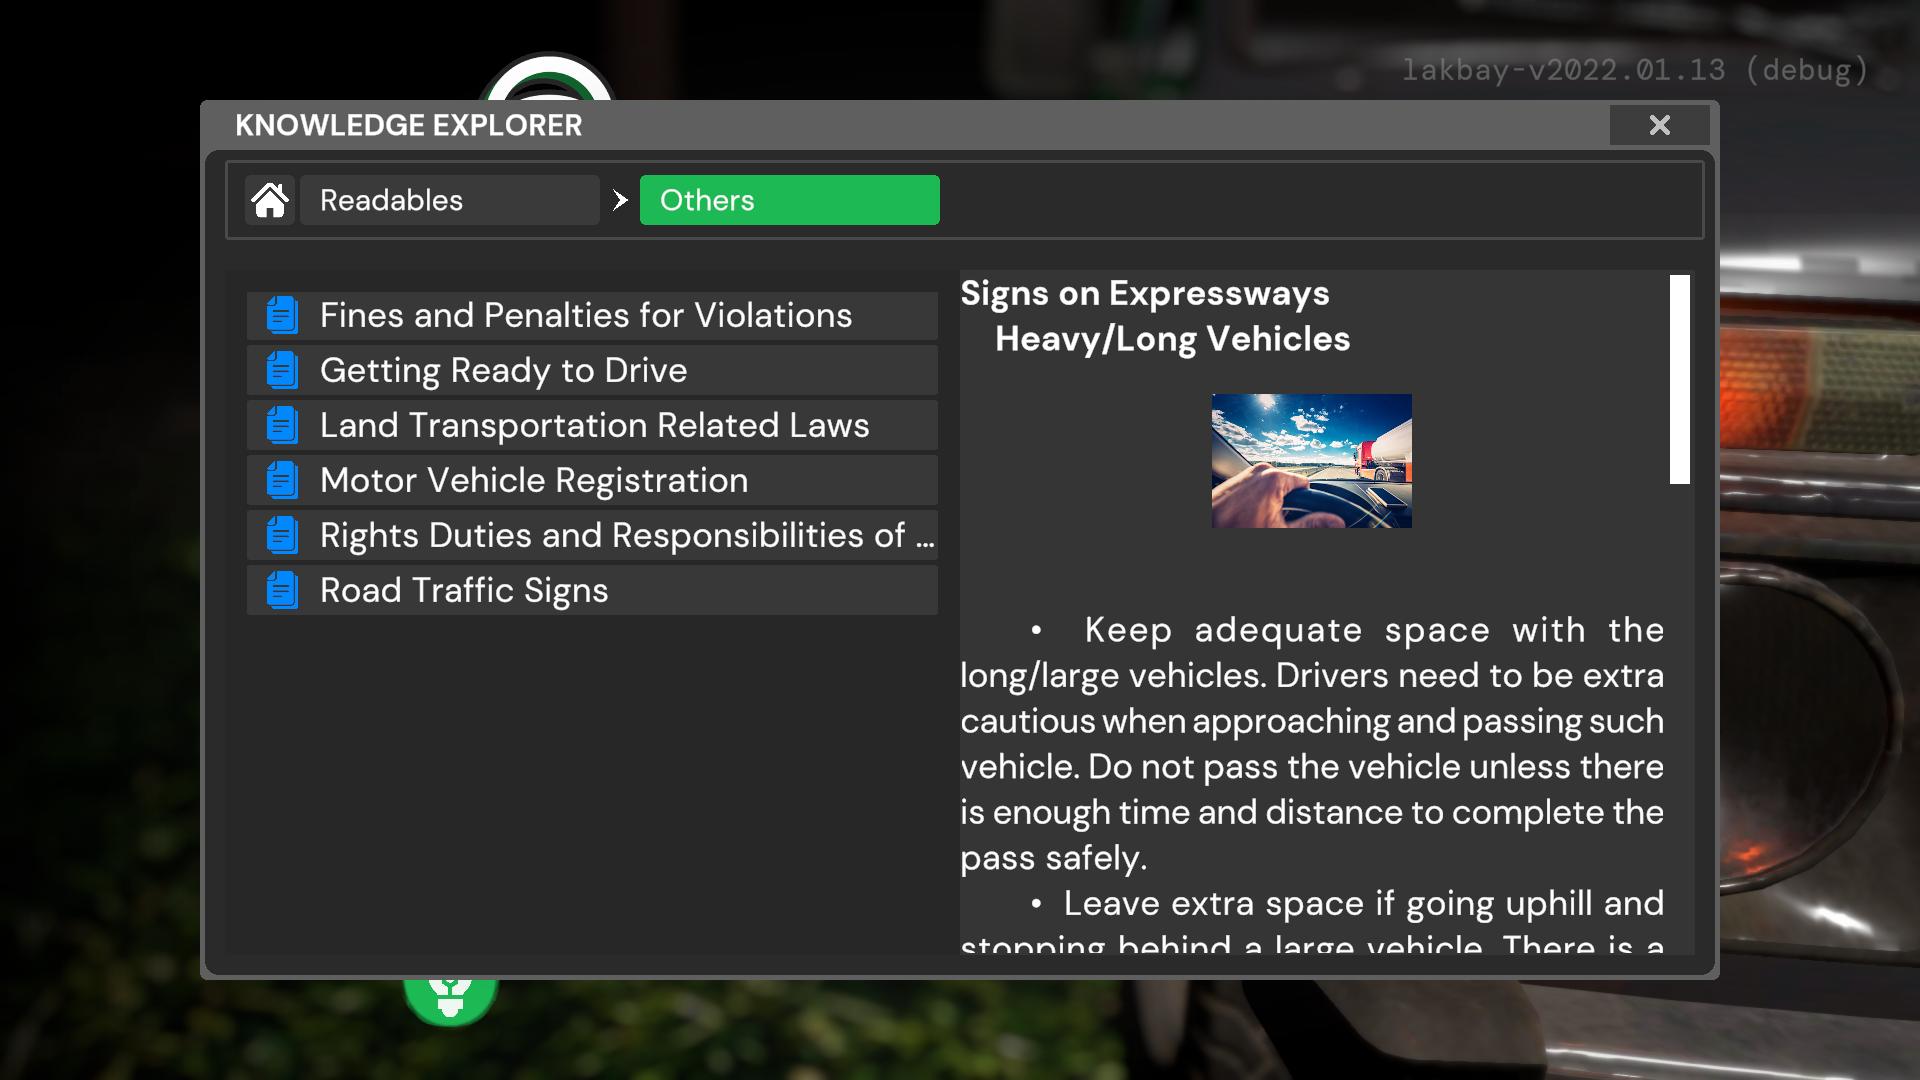 lakbay-v2022.01.13 (debug)
KNOWLEDGE EXPLORER
Readables
Others
Fines and Penalties for Violations
Getting Ready to Drive
Land Transportation Related Laws
Motor Vehicle Registration
Rights Duties and Responsibilities of ...
Road Traffic Signs
Signs on Expressways
Heavy/Long Vehicles
• Keep adequate space with the
long/large vehicles. Drivers need to be extra
cautious when approaching and passing such
vehicle. Do not pass the vehicle unless there
is enough time and distance to complete the
pass safely.
• Leave extra space if going uphill and
stopping behind a large vehicle. There is a